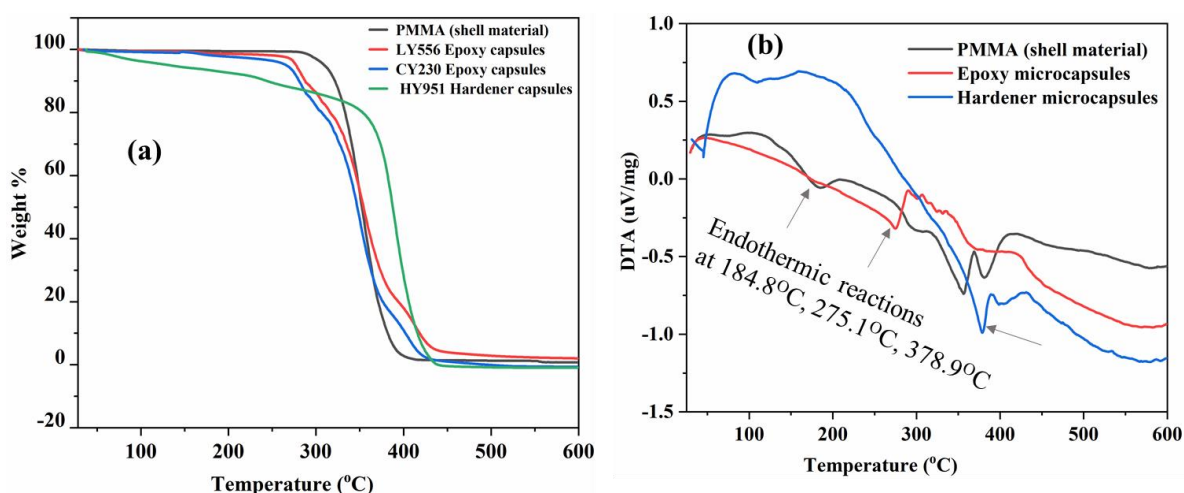 (a)
PMMA (shell material)
LY556 Epoxy capsules
CY230 Epoxy capsules
HY951 Hardener capsules
Weight %
100
80
60
40
20
0
-20
100
200
300
400
500
600
Temperature (°C)
(b)
PMMA (shell material)
Epoxy microcapsules
Hardener microcapsules
DTA (uV/mg)
1.0
0.5
0.0
-0.5
-1.0
-1.5
100
200
300
400
500
600
Temperature (°C)
Endothermic reactions
at 184.8°C, 275.1°C, 378.9°C